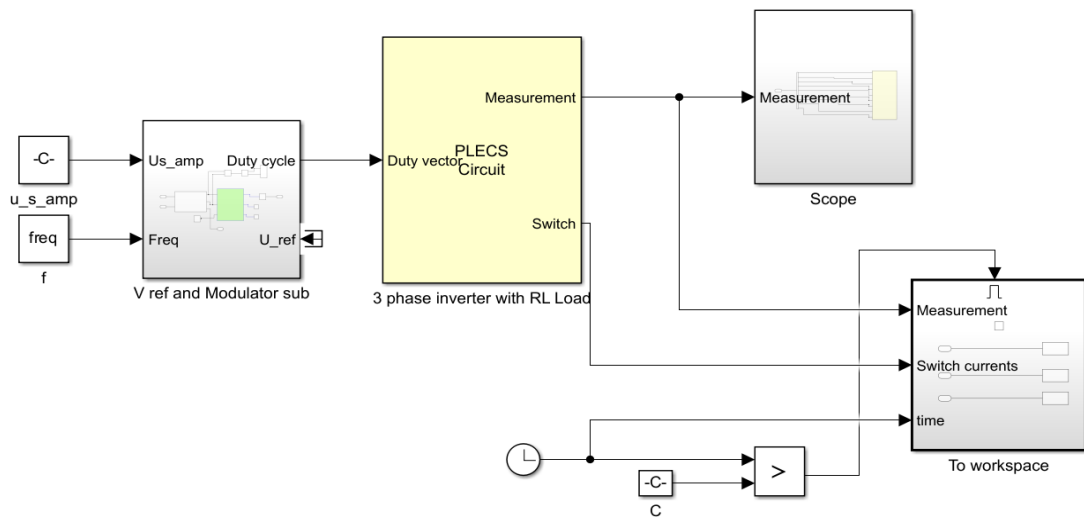 Measurement
Measurement
PLECS
Circuit
-C-
Us_amp
Duty cycle
Duty vector
u_s_amp
Scope
freq
Freq
U_ref
Switch
f
V ref and Modulator sub
3 phase inverter with RL Load
Measurement
Switch currents
time
To workspace
>
-C-
C